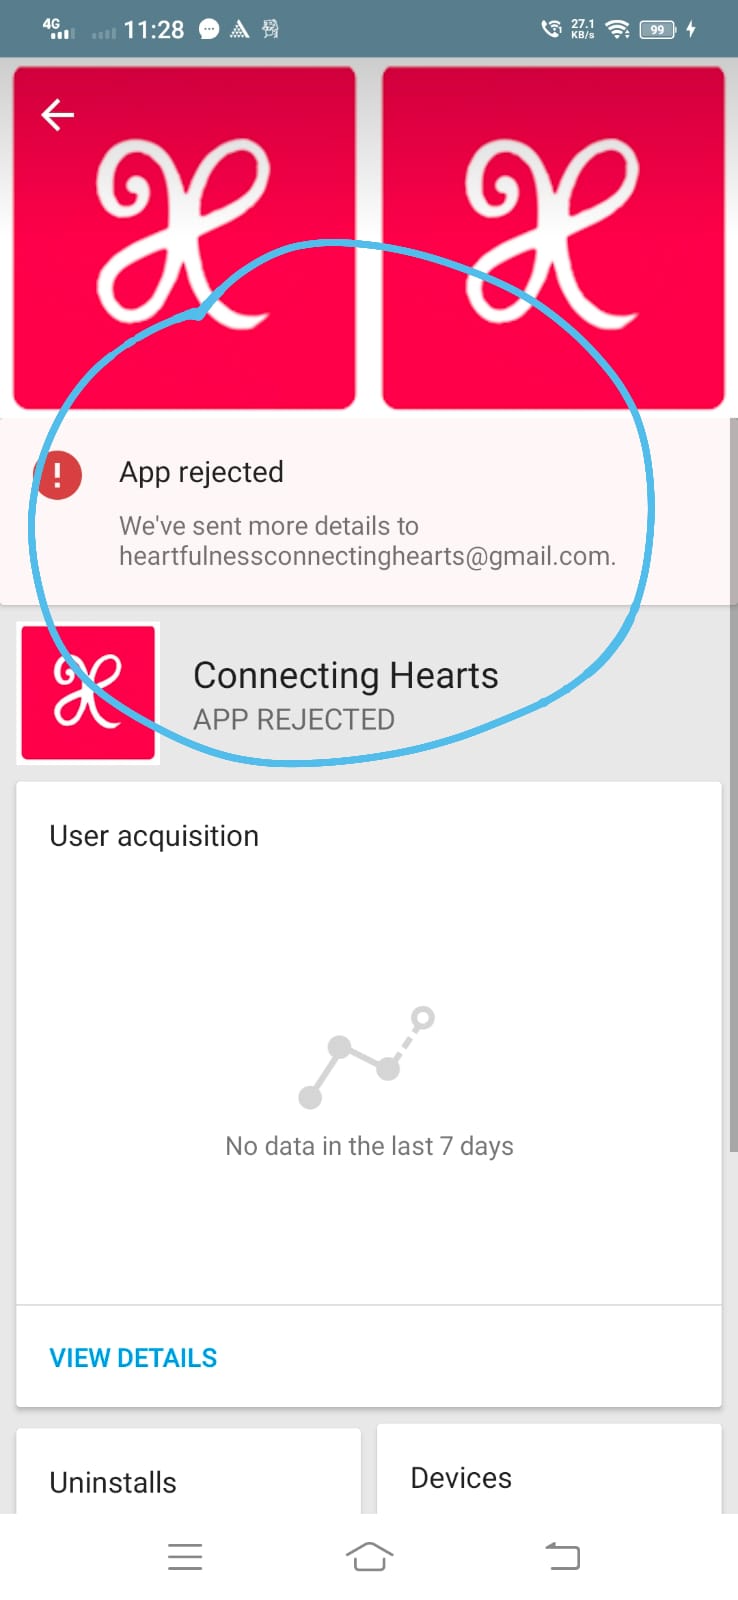 4G 11:28 27.1 KB/s 99
App rejected
We've sent more details to
heartfulnessconnectinghearts@gmail.com.
Connecting Hearts
APP REJECTED
User acquisition
No data in the last 7 days
VIEW DETAILS
Uninstalls
Devices